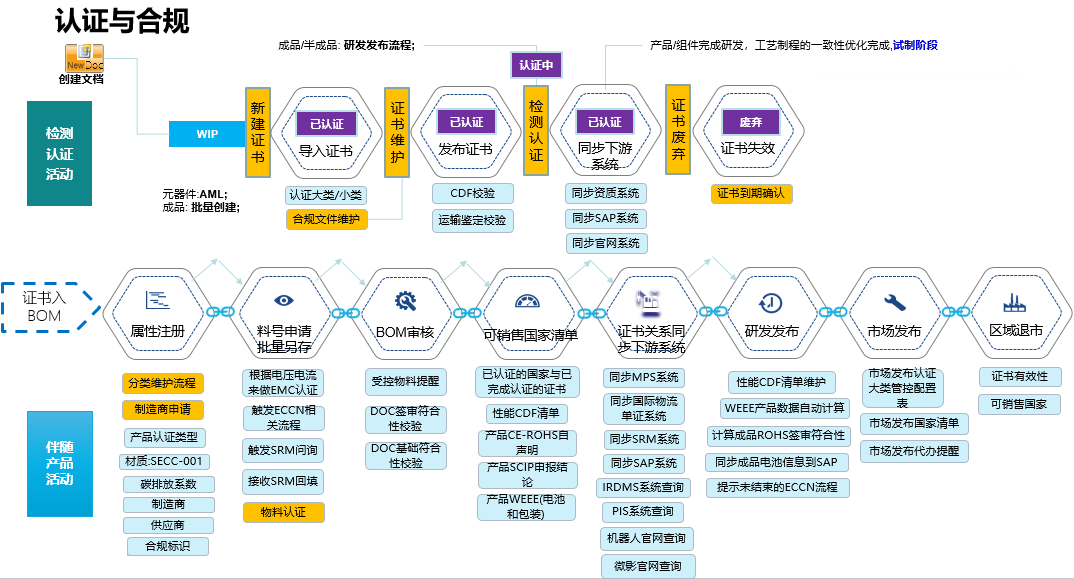 认证与合规
成品/半成品: 研发发布流程;
产品/组件完成研发，工艺制程的一致性优化完成,试制阶段
New Doc
创建文档
认证中
检测
认证
活动
WIP
新建证书
已认证
导入证书
证书维护
已认证
发布证书
检测认证
已认证
同步下游
系统
证书废弃
废弃
证书失效
元器件:AML;
成品: 批量创建;
认证大类/小类
合规文件维护
CDF校验
运输鉴定校验
同步资质系统
同步SAP系统
同步官网系统
证书到期确认
证书入
BOM
属性注册
料号申请
批量另存
BOM审核
可销售国家清单
证书关系同
步下游系统
研发发布
市场发布
区域退市
伴随
产品
活动
分类维护流程
制造商申请
产品认证类型
材质:SECC-001
碳排放系数
制造商
供应商
合规标识
根据电压电流
来做EMC认证
触发ECCN相
关流程
触发SRM问询
接收SRM回填
物料认证
受控物料提醒
DOC签审符合
性校验
DOC基础符合
性校验
已认证的国家与已
完成认证的证书
性能CDF清单
产品CE-ROHS自
声明
产品SCIP申报结
论
产品WEEE(电池
和包装)
同步MPS系统
同步国际物流
单证系统
同步SRM系统
同步SAP系统
IRDMS系统查询
PIS系统查询
机器人官网查询
微影官网查询
性能CDF清单维护
WEEE产品数据自动计算
计算成品ROHS签审符合性
同步成品电池信息到SAP
提示未结束的ECCN流程
市场发布认证
大类管控配置
表
市场发布国家清单
市场发布代办提醒
证书有效性
可销售国家